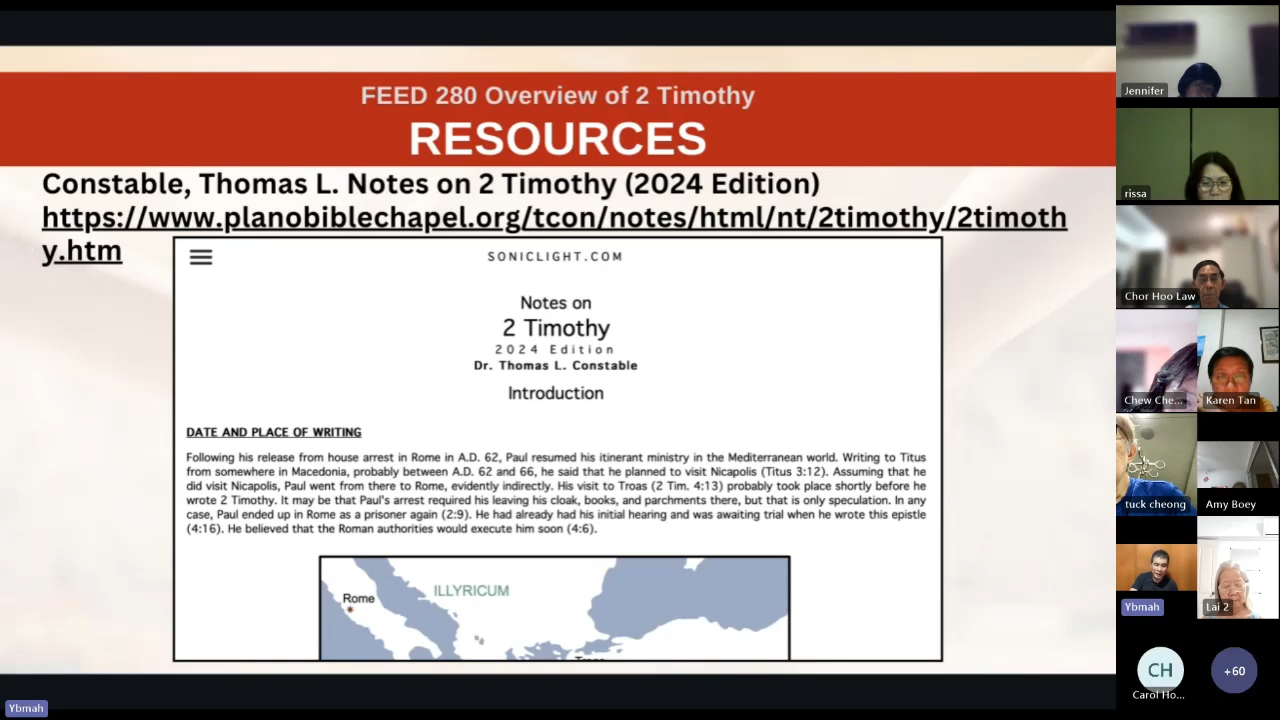 FEED 280 Overview of 2 Timothy
RESOURCES
Constable, Thomas L. Notes on 2 Timothy (2024 Edition)
https://www.planobiblechapel.org/tcon/notes/html/nt/2timothy/2timoth
y.htm
SONICLIGHT.COM
Notes on
2 Timothy
2024 Edition
Dr. Thomas L. Constable
Introduction
DATE AND PLACE OF WRITING
Following his release from house arrest in Rome in A.D. 62, Paul resumed his itinerant ministry in the Mediterranean world. Writing to Titus
from somewhere in Macedonia, probably between A.D. 62 and 66, he said that he planned to visit Nicapolis (Titus 3:12). Assuming that he
did visit Nicapolis, Paul went from there to Rome, evidently indirectly. His visit to Troas (2 Tim. 4:13) probably took place shortly before he
wrote 2 Timothy. It may be that Paul's arrest required his leaving his cloak, books, and parchments there, but that is only speculation. In any
case, Paul ended up in Rome as a prisoner again (2:9). He had already had his initial hearing and was awaiting trial when he wrote this epistle
(4:16). He believed that the Roman authorities would execute him soon (4:6).
ILLYRICUM
Rome
Jennifer
rissa
Chor Hoo Law
Chew Che...
Karen Tan
tuck cheong
Amy Boey
Ybmah
Lai 2
CH
Carol Ho...
+60
Ybmah